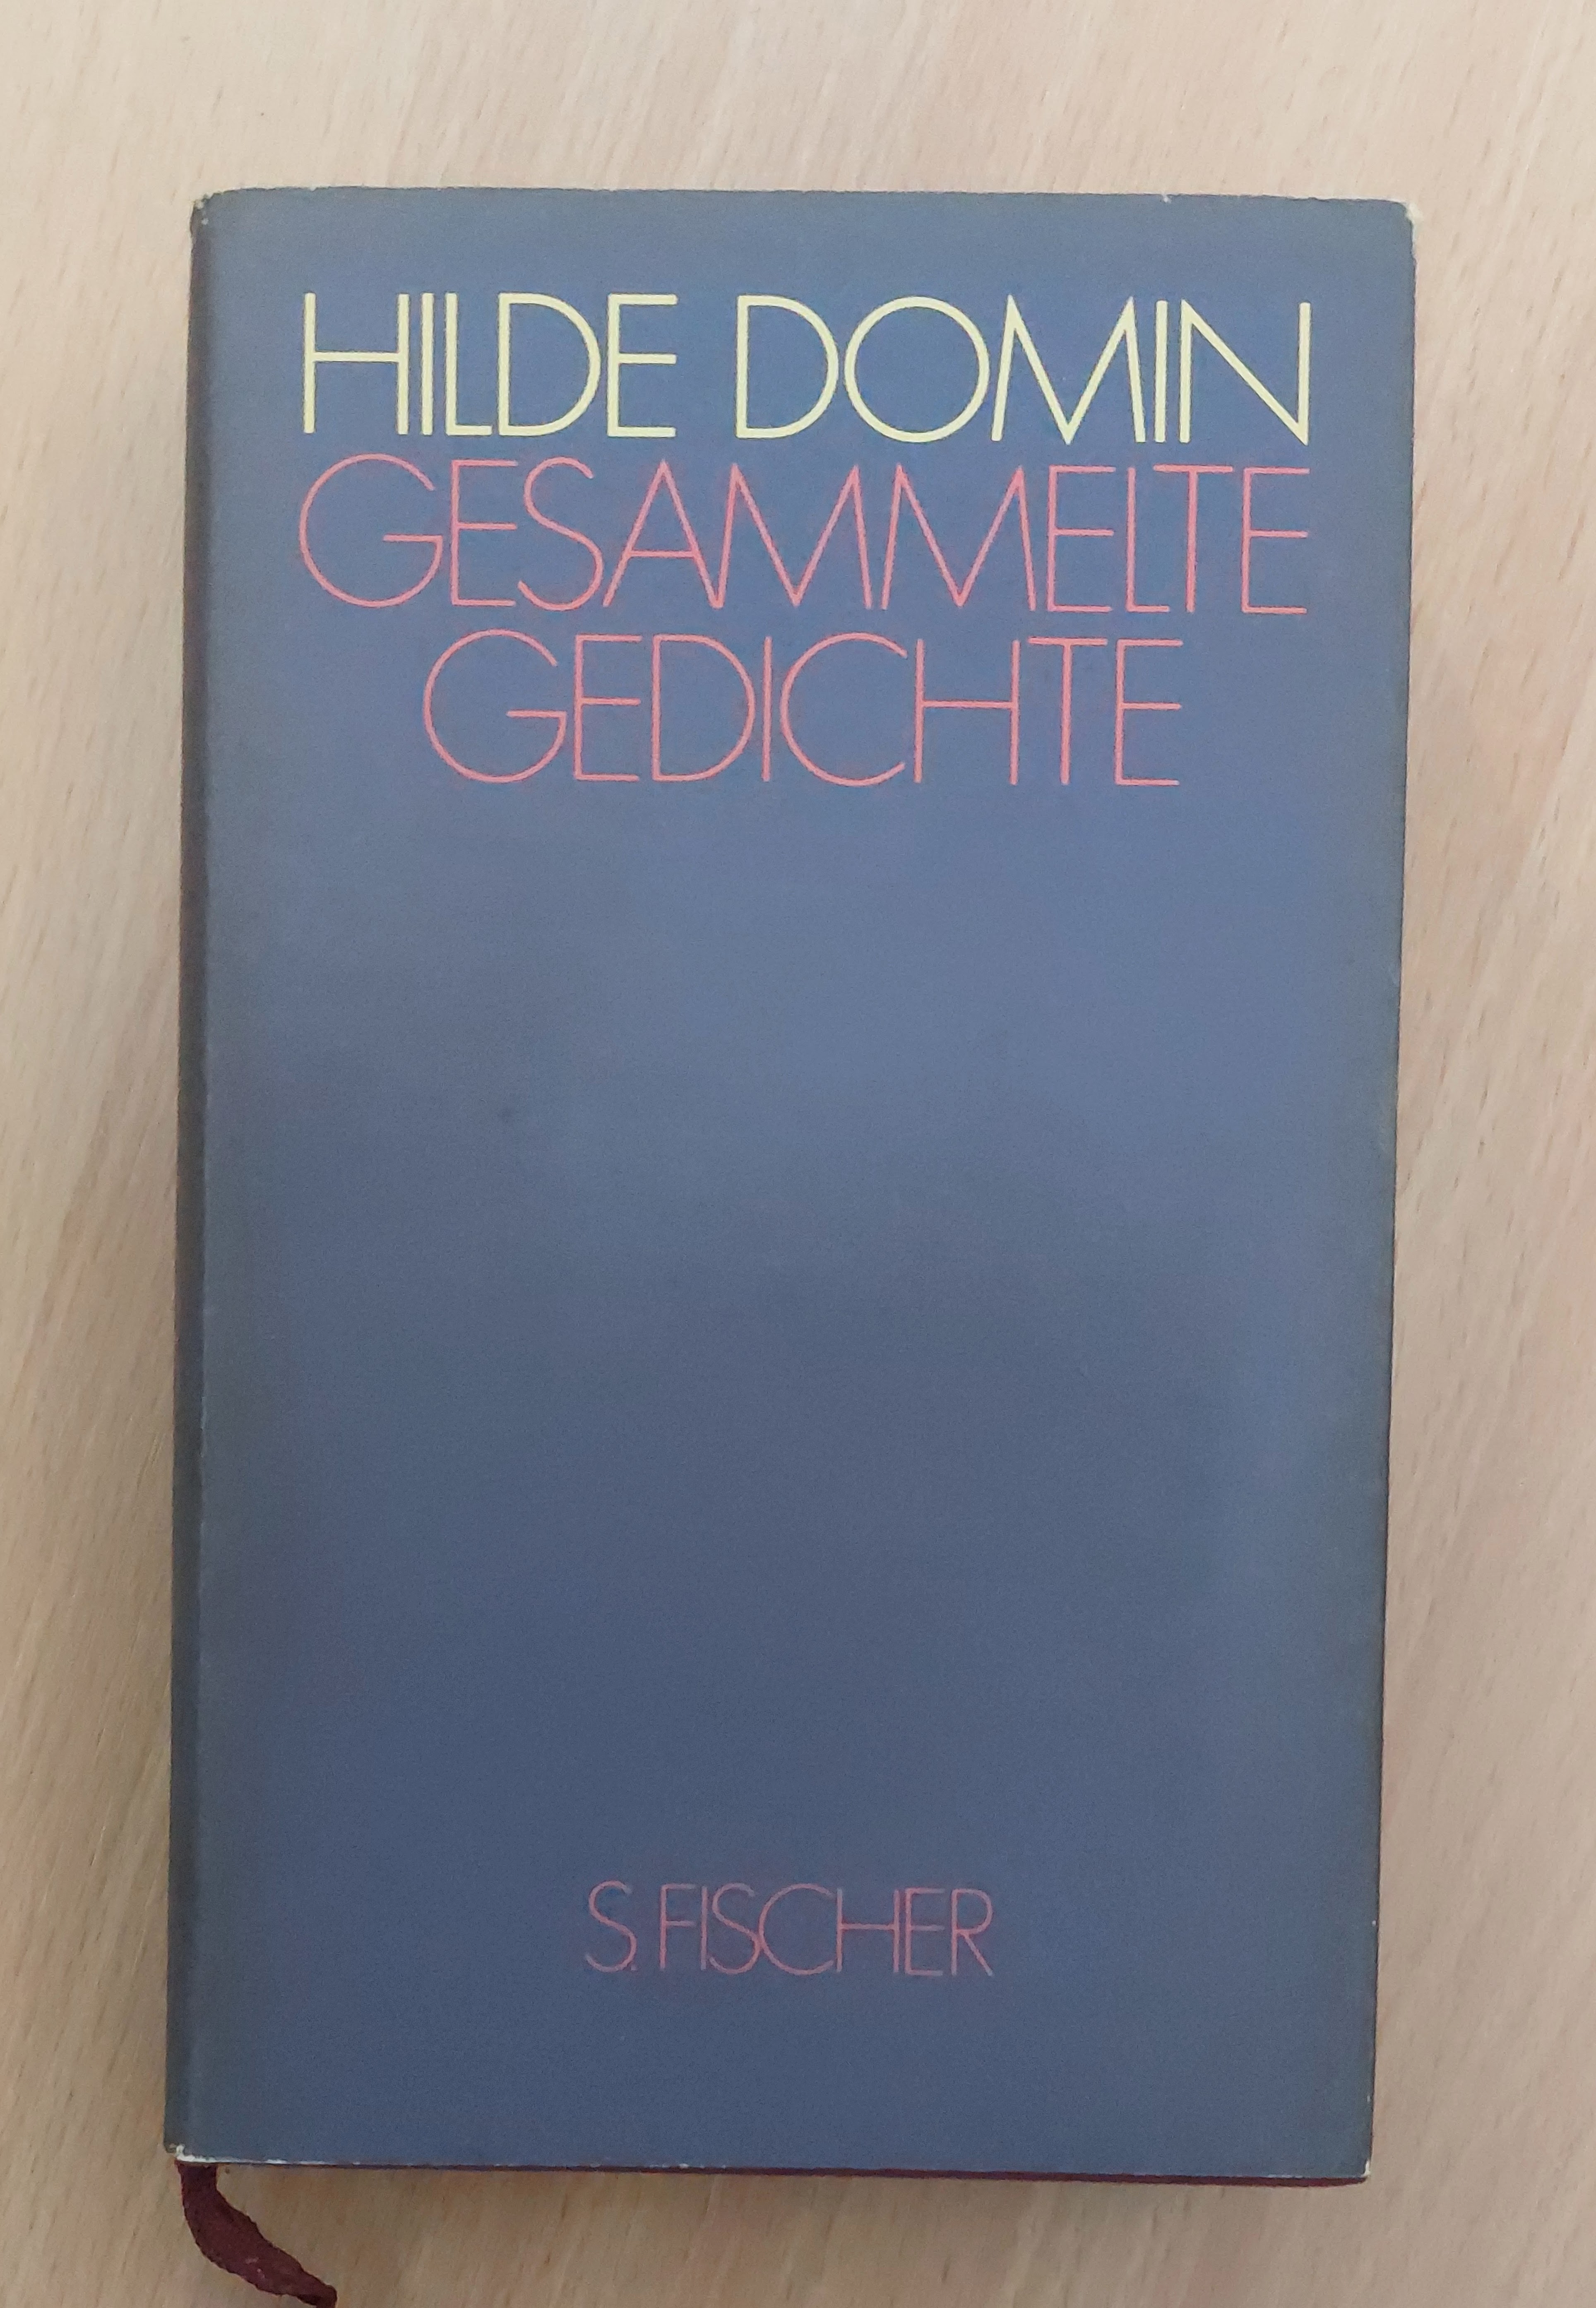 HILDE DOMIN
GESAMMELTE
GEDICHTE
S. FISCHER